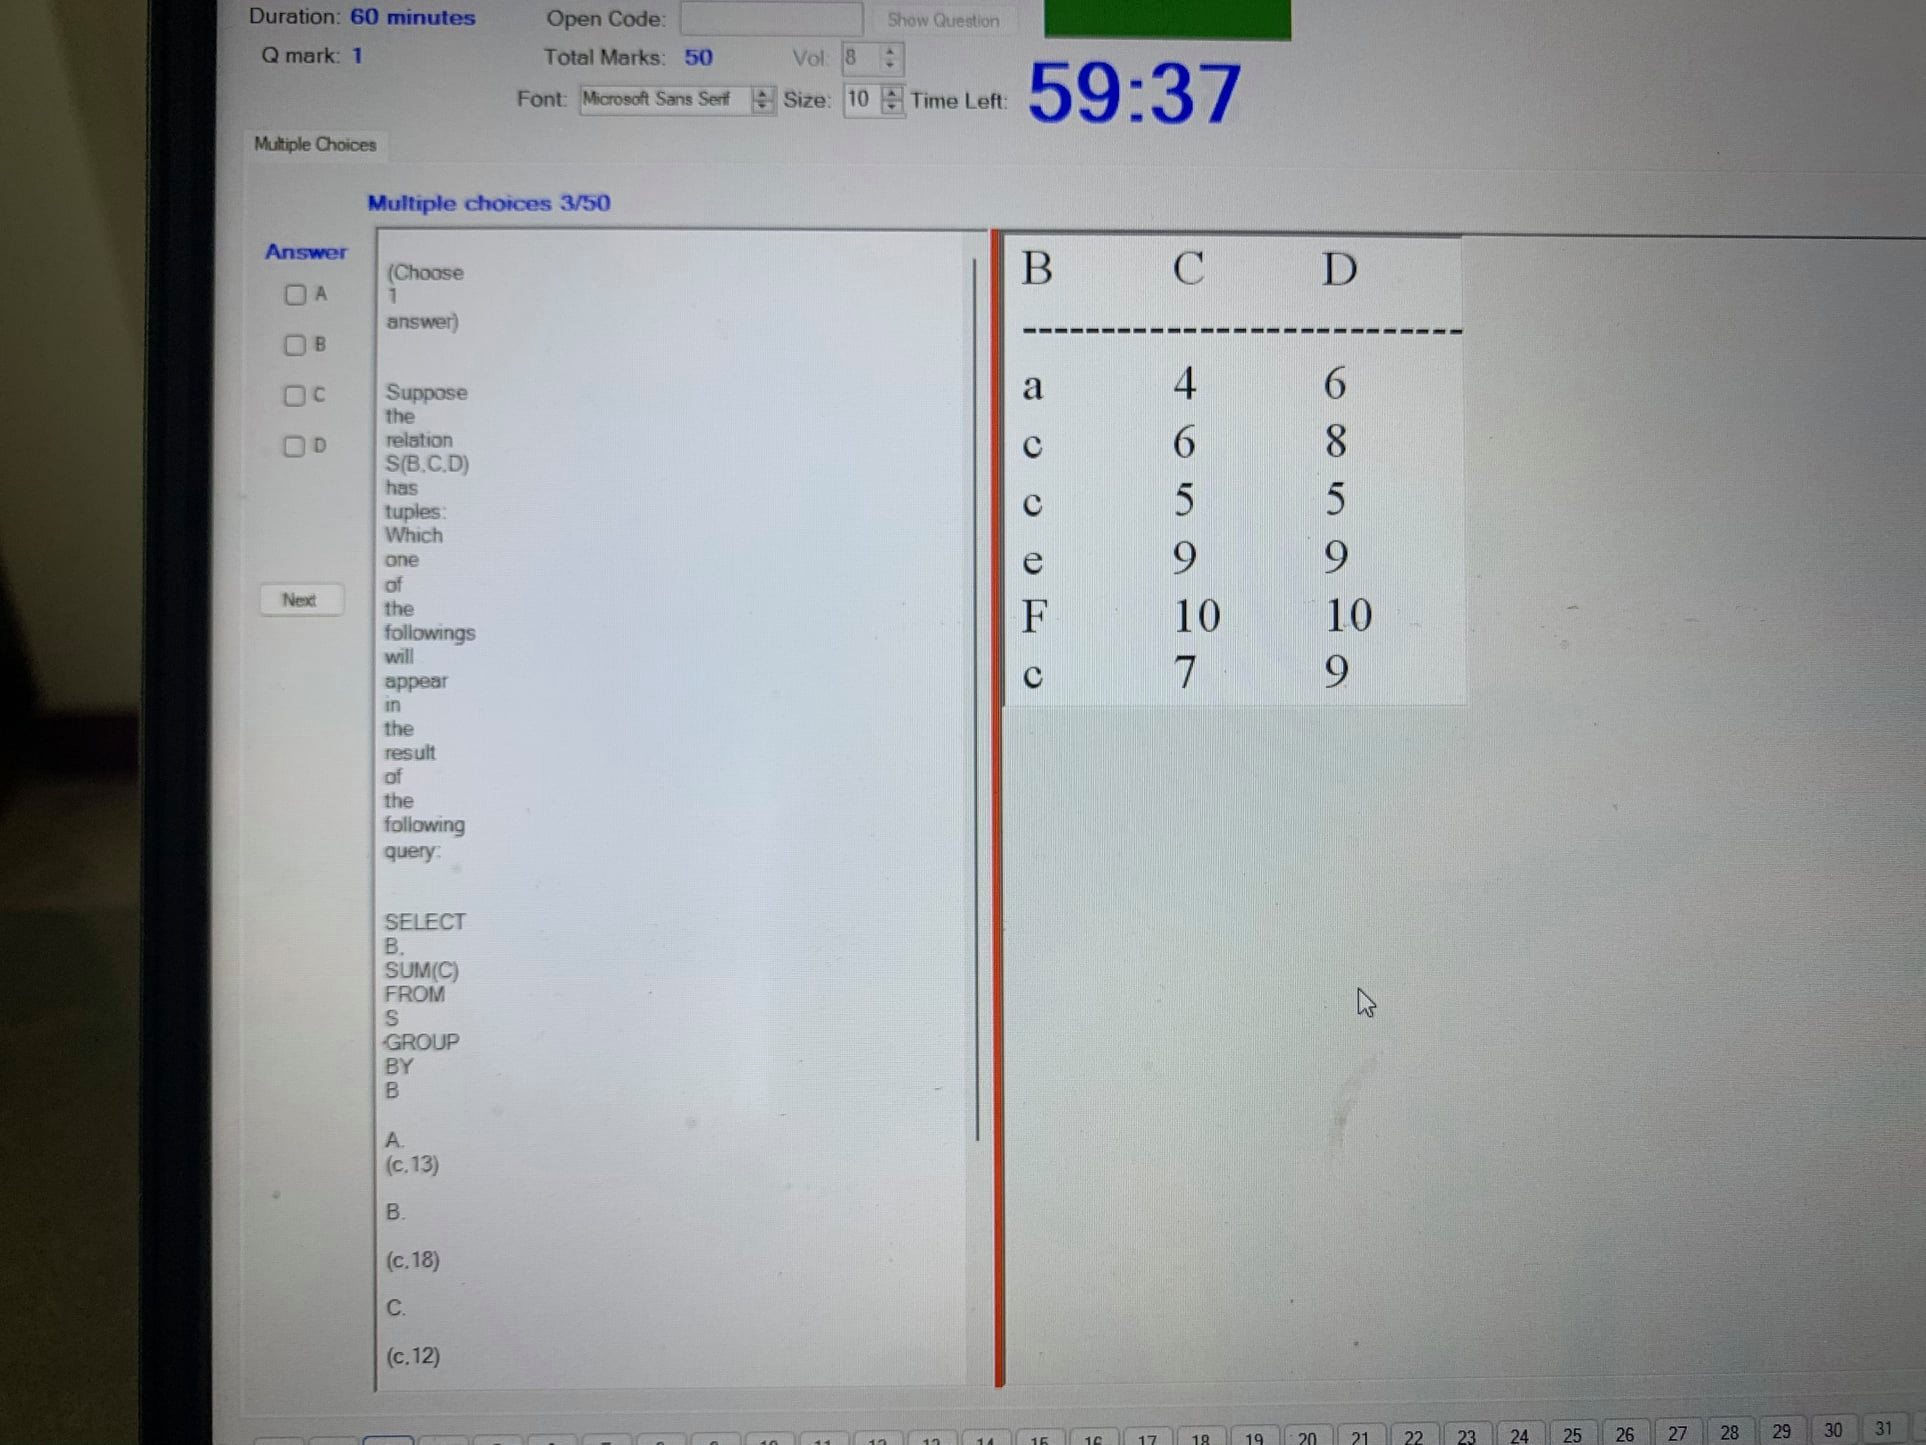 Duration: 60 minutes
Open Code:
Show Question
Q mark: 1
Total Marks: 50
Vol: 8
Font: Microsoft Sans Serif
Size: 10
Time Left: 59:37
Multiple Choices
Multiple choices 3/50
Answer
A
B
C
D
Next
(Choose
1
answer)
Suppose
the
relation
S(B,C,D)
has
tuples:
Which
one
of
the
followings
will
appear
in
the
result
of
the
following
query:
SELECT
B,
SUM(C)
FROM
S
GROUP
BY
B
A.
(c,13)
B.
(c,18)
C.
(c,12)
B C D
---------------------------
a 4 6
c 6 8
c 5 5
e 9 9
F 10 10
c 7 9
15 16 17 18 19 20 21 22 23 24 25 26 27 28 29 30 31